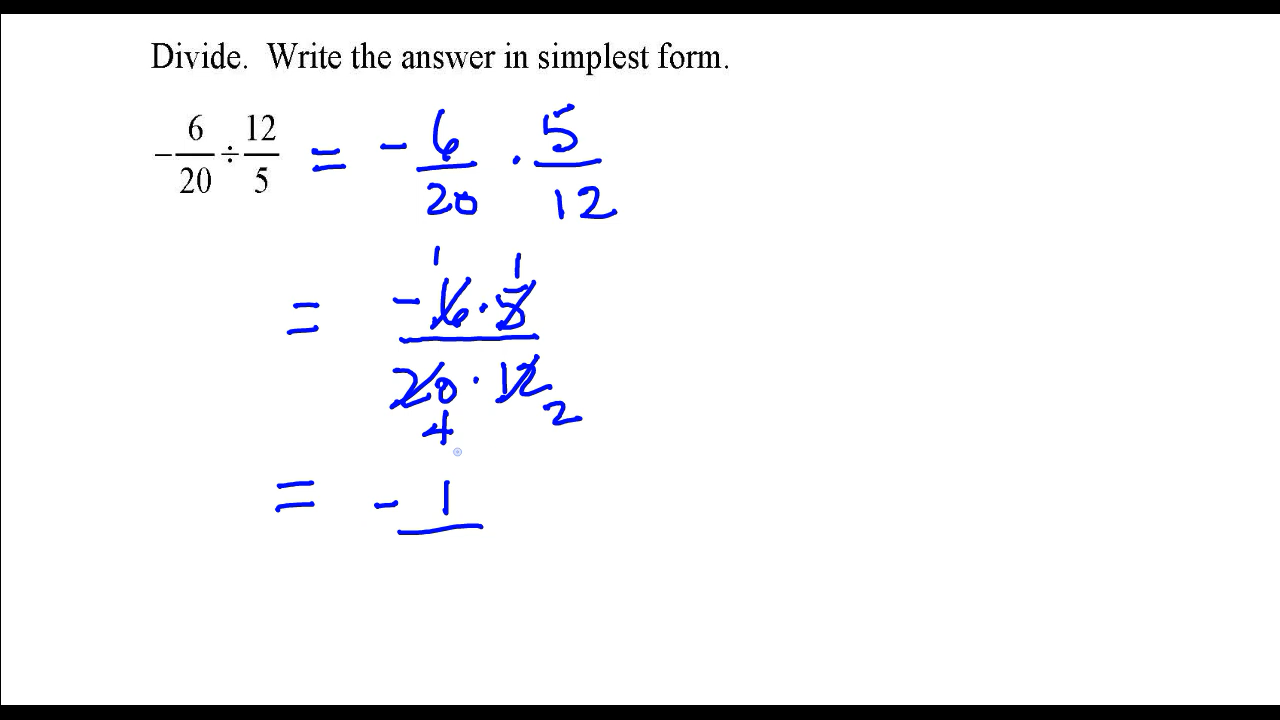 Divide. Write the answer in simplest form.
-6/20 ÷ 12/5 = -6/20 · 5/12
1 1
= -6·5/20·12
4 2
= -1/